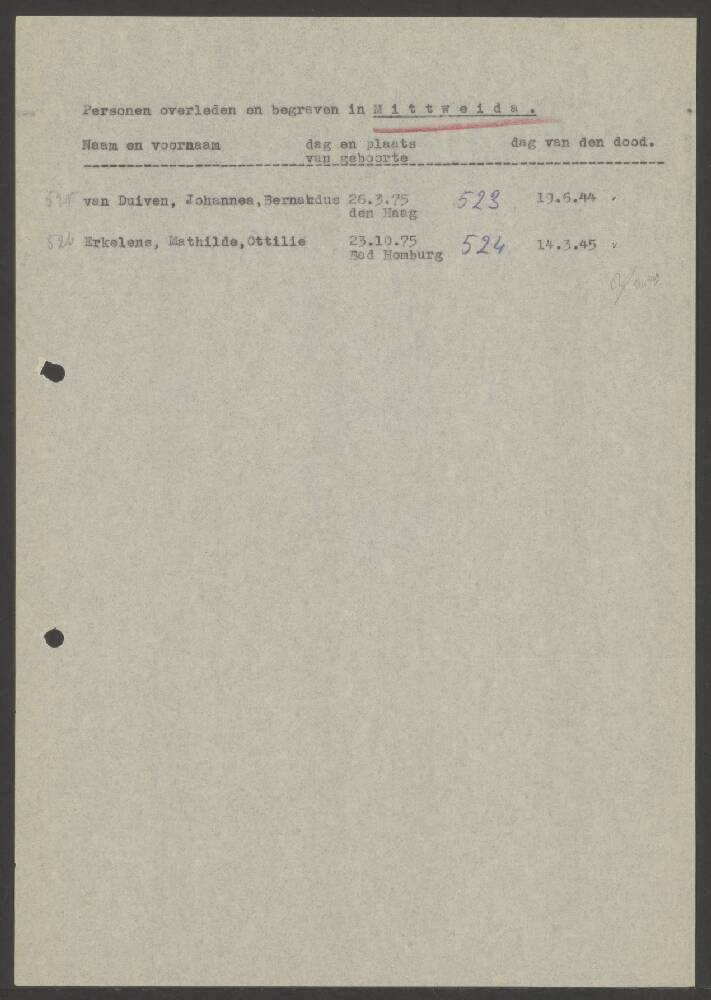 Personen overleden en begraven in M i t t w e i d a .
Naam en voornaam dag en plaats dag van den dood.
van geboorte
van Duiven, Johannes,Bernardus 26.3.75 523 19.6.44
den Haag
524 Erkelens, Mathilde,Ottilie 23.10.75 524 14.3.45
Bad Homburg